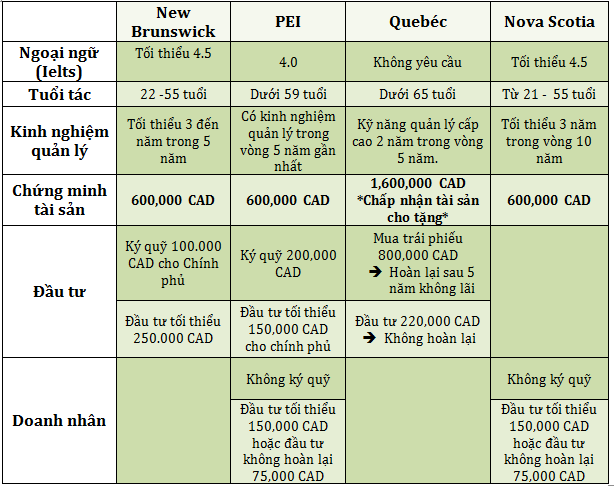 New
Brunswick
PEI
Quebéc
Nova Scotia
Ngoại ngữ
(Ielts)
Tối thiểu 4.5
4.0
Không yêu cầu
Tối thiểu 4.5
Tuổi tác
22 -55 tuổi
Dưới 59 tuổi
Dưới 65 tuổi
Từ 21 - 55 tuổi
Kinh nghiệm
quản lý
Tối thiểu 3 đến
năm trong 5
năm
Có kinh nghiệm
quản lý trong
vòng 5 năm gần
nhất
Kỹ năng quản lý cấp
cao 2 năm trong vòng
5 năm.
Tối thiểu 3 năm
trong vòng 10
năm
Chứng minh
tài sản
600,000 CAD
600,000 CAD
1,600,000 CAD
*Chấp nhận tài sản
cho tặng*
600,000 CAD
Đầu tư
Ký quỹ 100.000
CAD cho Chính
phủ
Ký quỹ 200,000
CAD
Mua trái phiếu
800,000 CAD
➔ Hoàn lại sau 5
năm không lãi
Đầu tư tối thiểu
250.000 CAD
Đầu tư tối thiểu
150,000 CAD
cho chính phủ
Đầu tư 220,000 CAD
➔ Không hoàn lại
Doanh nhân
Không ký quỹ
Không ký quỹ
Đầu tư tối thiểu
150,000 CAD
hoặc đầu tư
không hoàn lại
75,000 CAD
Đầu tư tối thiểu
150,000 CAD
hoặc đầu tư
không hoàn lại
75,000 CAD